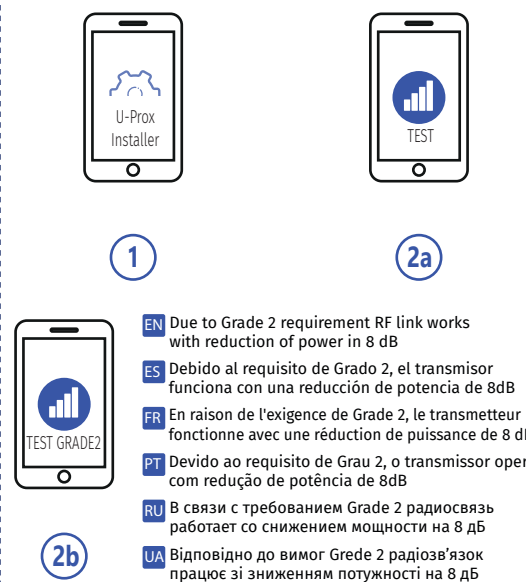 U-Prox
Installer
TEST
1
2a
TEST GRADE2
2b
EN Due to Grade 2 requirement RF link works
with reduction of power in 8 dB
ES Debido al requisito de Grado 2, el transmisor
funciona con una reducción de potencia de 8dB
FR En raison de l'exigence de Grade 2, le transmetteur
fonctionne avec une réduction de puissance de 8
PT Devido ao requisito de Grau 2, o transmissor oper
com redução de potência de 8dB
RU В связи с требованием Grade 2 радиосвязь
работает со снижением мощности на 8 дБ
UA Відповідно до вимог Grede 2 радіозв'язок
працює зі зниженням потужності на 8 дБ